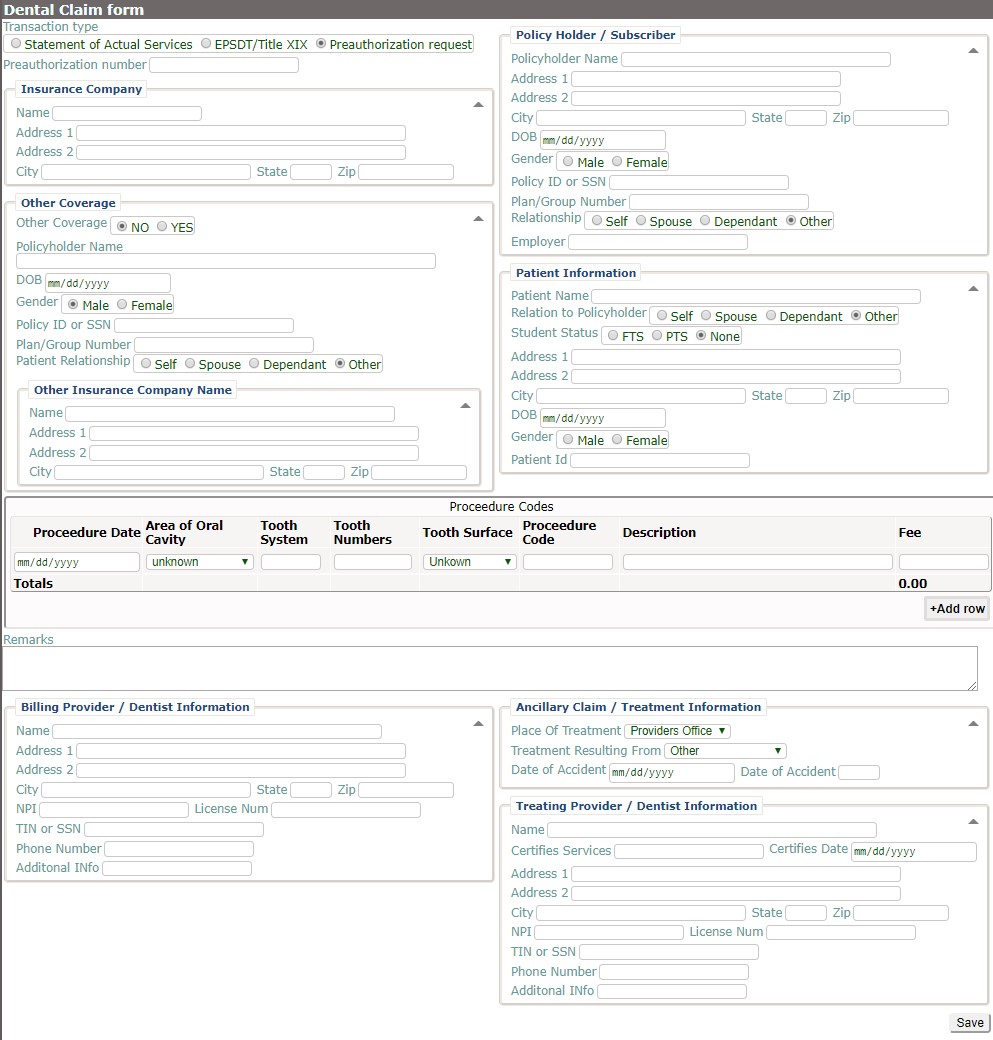 Dental Claim form
Transaction type
Statement of Actual Services EPSDT/Title XIX Preauthorization request
Preauthorization number
Insurance Company
Name
Address 1
Address 2
City State Zip
Other Coverage
Other Coverage NO YES
Policyholder Name
DOB mm/dd/yyyy
Gender Male Female
Policy ID or SSN
Plan/Group Number
Patient Relationship Self Spouse Dependant Other
Other Insurance Company Name
Name
Address 1
Address 2
City State Zip
Policy Holder / Subscriber
Policyholder Name
Address 1
Address 2
City State Zip
DOB mm/dd/yyyy
Gender Male Female
Policy ID or SSN
Plan/Group Number
Relationship Self Spouse Dependant Other
Employer
Patient Information
Patient Name
Relation to Policyholder Self Spouse Dependant Other
Student Status FTS PTS None
Address 1
Address 2
City State Zip
DOB mm/dd/yyyy
Gender Male Female
Patient Id
Proceedure Codes
Proceedure Date Area of Oral Cavity Tooth System Tooth Numbers Tooth Surface Proceedure Code Description Fee
mm/dd/yyyy unknown Unkown
Totals 0.00
+Add row
Remarks
Billing Provider / Dentist Information
Name
Address 1
Address 2
City State Zip
NPI License Num
TIN or SSN
Phone Number
Additonal INfo
Ancillary Claim / Treatment Information
Place Of Treatment Providers Office
Treatment Resulting From Other
Date of Accident mm/dd/yyyy Date of Accident
Treating Provider / Dentist Information
Name
Certifies Services Certifies Date mm/dd/yyyy
Address 1
Address 2
City State Zip
NPI License Num
TIN or SSN
Phone Number
Additonal INfo
Save